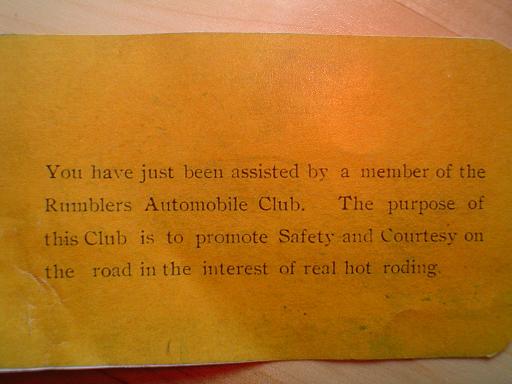 You have just been assisted by a member of the
Rumblers Automobile Club. The purpose of
this Club is to promote Safety and Courtesy on
the road in the interest of real hot roding.